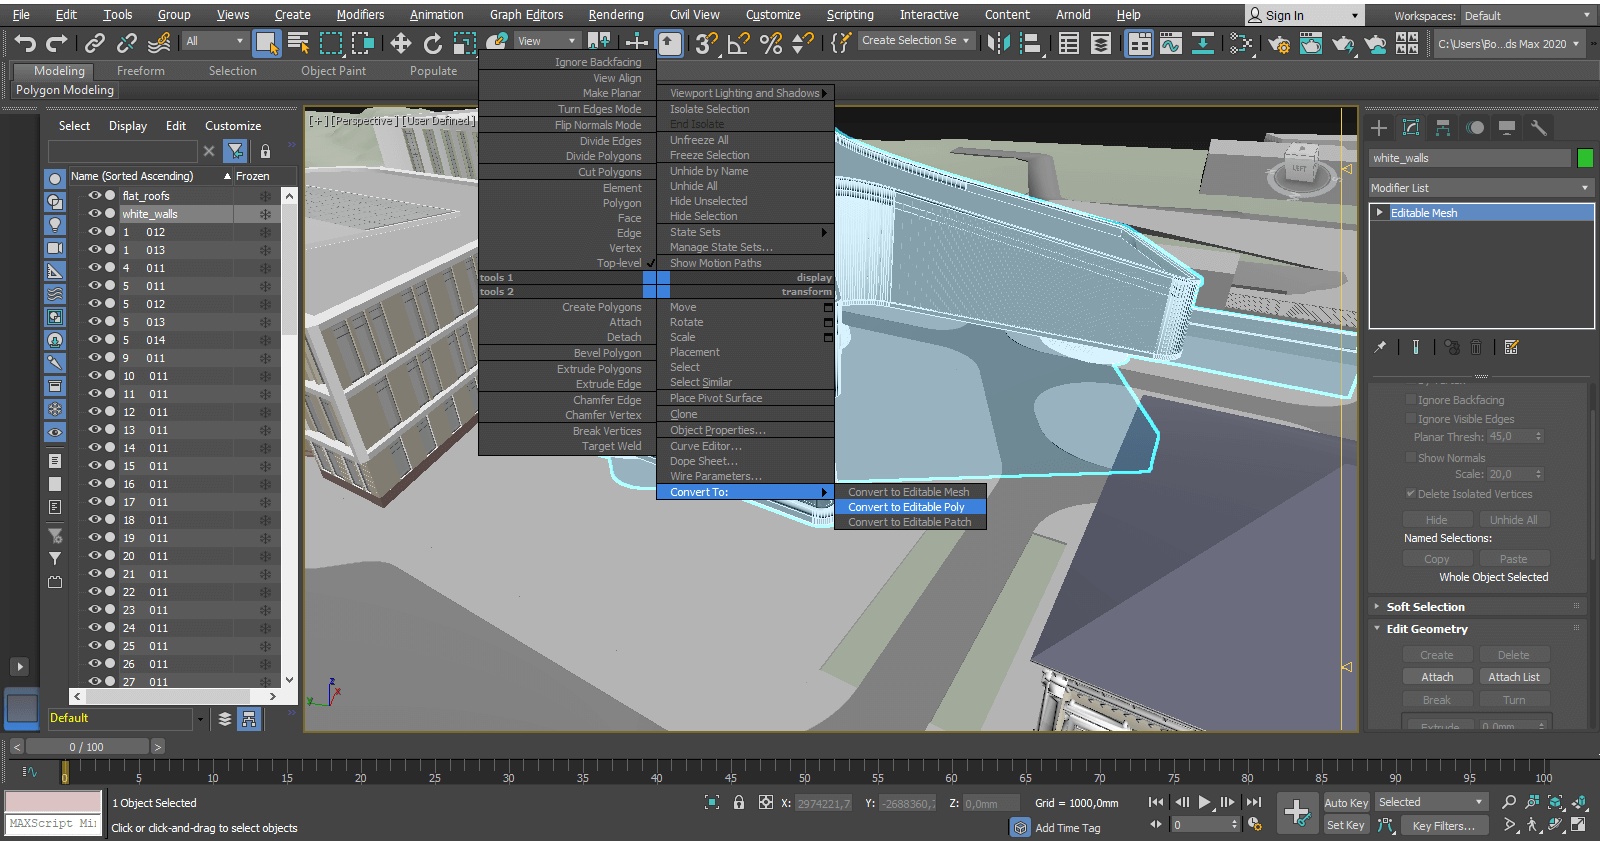 File Edit Tools Group Views Create Modifiers Animation Graph Editors Rendering Civil View Customize Scripting Interactive Content Arnold Help Sign In Workspaces: Default
All View Create Selection Se C:\Users\Bo...ds Max 2020
Modeling Freeform Selection Object Paint Populate
Polygon Modeling
Select Display Edit Customize
Name (Sorted Ascending) Frozen
flat_roofs
white_walls
1 012
1 013
4 011
5 011
5 012
5 013
5 014
9 011
10 011
11 011
12 011
13 011
14 011
15 011
16 011
17 011
18 011
19 011
20 011
21 011
22 011
23 011
24 011
25 011
26 011
27 011
Default
[+] [Perspective] [User Defined]
Ignore Backfacing
View Align
Make Planar
Turn Edges Mode
Flip Normals Mode
Divide Edges
Divide Polygons
Cut Polygons
Element
Polygon
Face
Edge
Vertex
Top-level
tools 1
tools 2
Create Polygons
Attach
Detach
Bevel Polygon
Extrude Polygons
Extrude Edge
Chamfer Edge
Chamfer Vertex
Break Vertices
Target Weld
Viewport Lighting and Shadows
Isolate Selection
End Isolate
Unfreeze All
Freeze Selection
Unhide by Name
Unhide All
Hide Unselected
Hide Selection
State Sets
Manage State Sets...
Show Motion Paths
display
transform
Move
Rotate
Scale
Placement
Select
Select Similar
Place Pivot Surface
Clone
Object Properties...
Curve Editor...
Dope Sheet...
Wire Parameters...
Convert To:
Convert to Editable Mesh
Convert to Editable Poly
Convert to Editable Patch
LEFT
z
x
y
white_walls
Modifier List
Editable Mesh
Ignore Backfacing
Ignore Visible Edges
Planar Thresh: 45,0
Show Normals
Scale: 20,0
Delete Isolated Vertices
Hide Unhide All
Named Selections:
Copy Paste
Whole Object Selected
Soft Selection
Edit Geometry
Create Delete
Attach Attach List
Break Turn
Extrude 0,0mm
< 0 / 100 >
0 5 10 15 20 25 30 35 40 45 50 55 60 65 70 75 80 85 90 95 100
1 Object Selected
MAXScript Mi
Click or click-and-drag to select objects
X: 2974221,7 Y: -2688360, Z: 0,0mm Grid = 1000,0mm
Add Time Tag
0
Auto Key Selected
Set Key Key Filters...